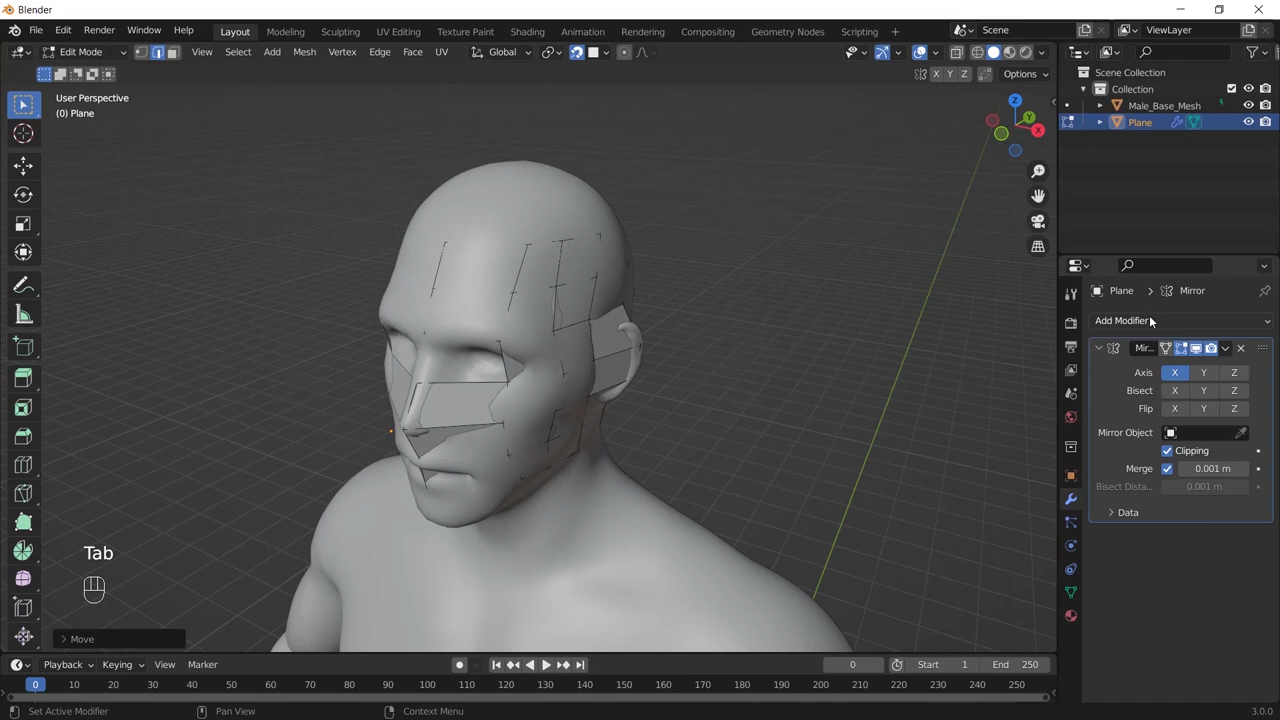 Blender
File Edit Render Window Help Layout Modeling Sculpting UV Editing Texture Paint Shading Animation Rendering Compositing Geometry Nodes Scripting + Scene ViewLayer
Edit Mode View Select Add Mesh Vertex Edge Face UV Global
X Y Z Options
User Perspective
(0) Plane
Z
Y
X
Scene Collection
Collection
Male_Base_Mesh
Plane
Plane > Mirror
Add Modifier
Mir...
Axis X Y Z
Bisect X Y Z
Flip X Y Z
Mirror Object
Clipping
Merge 0.001 m
Bisect Dista... 0.001 m
Data
Tab
Move
Playback Keying View Marker 0 Start 1 End 250
0 10 20 30 40 50 60 70 80 90 100 110 120 130 140 150 160 170 180 190 200 210 220 230 240 250
Set Active Modifier Pan View Context Menu 3.0.0